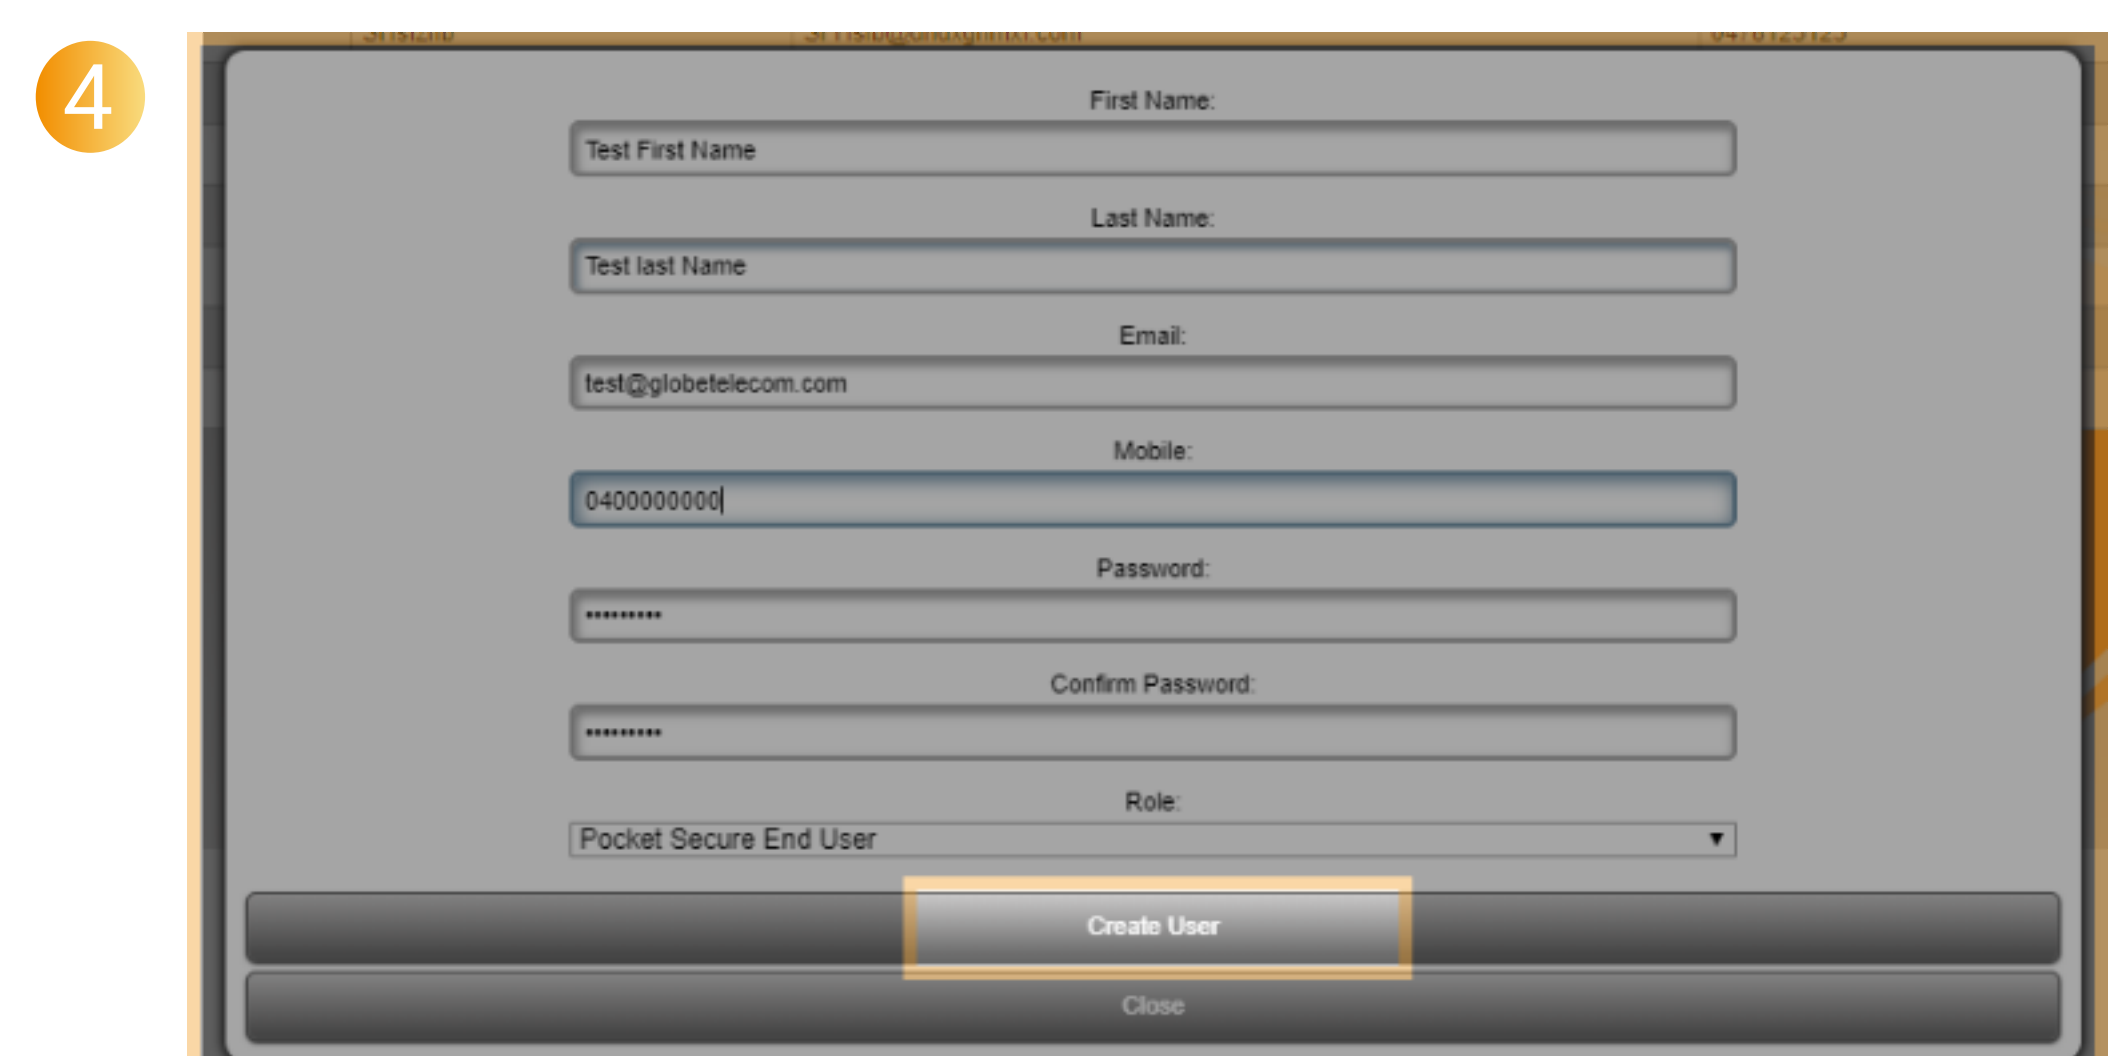 4
First Name:
Test First Name
Last Name:
Test last Name
Email:
test@globetelecom.com
Mobile:
0400000000
Password:
•••••••••
Confirm Password:
•••••••••
Role:
Pocket Secure End User ▼
Create User
Close